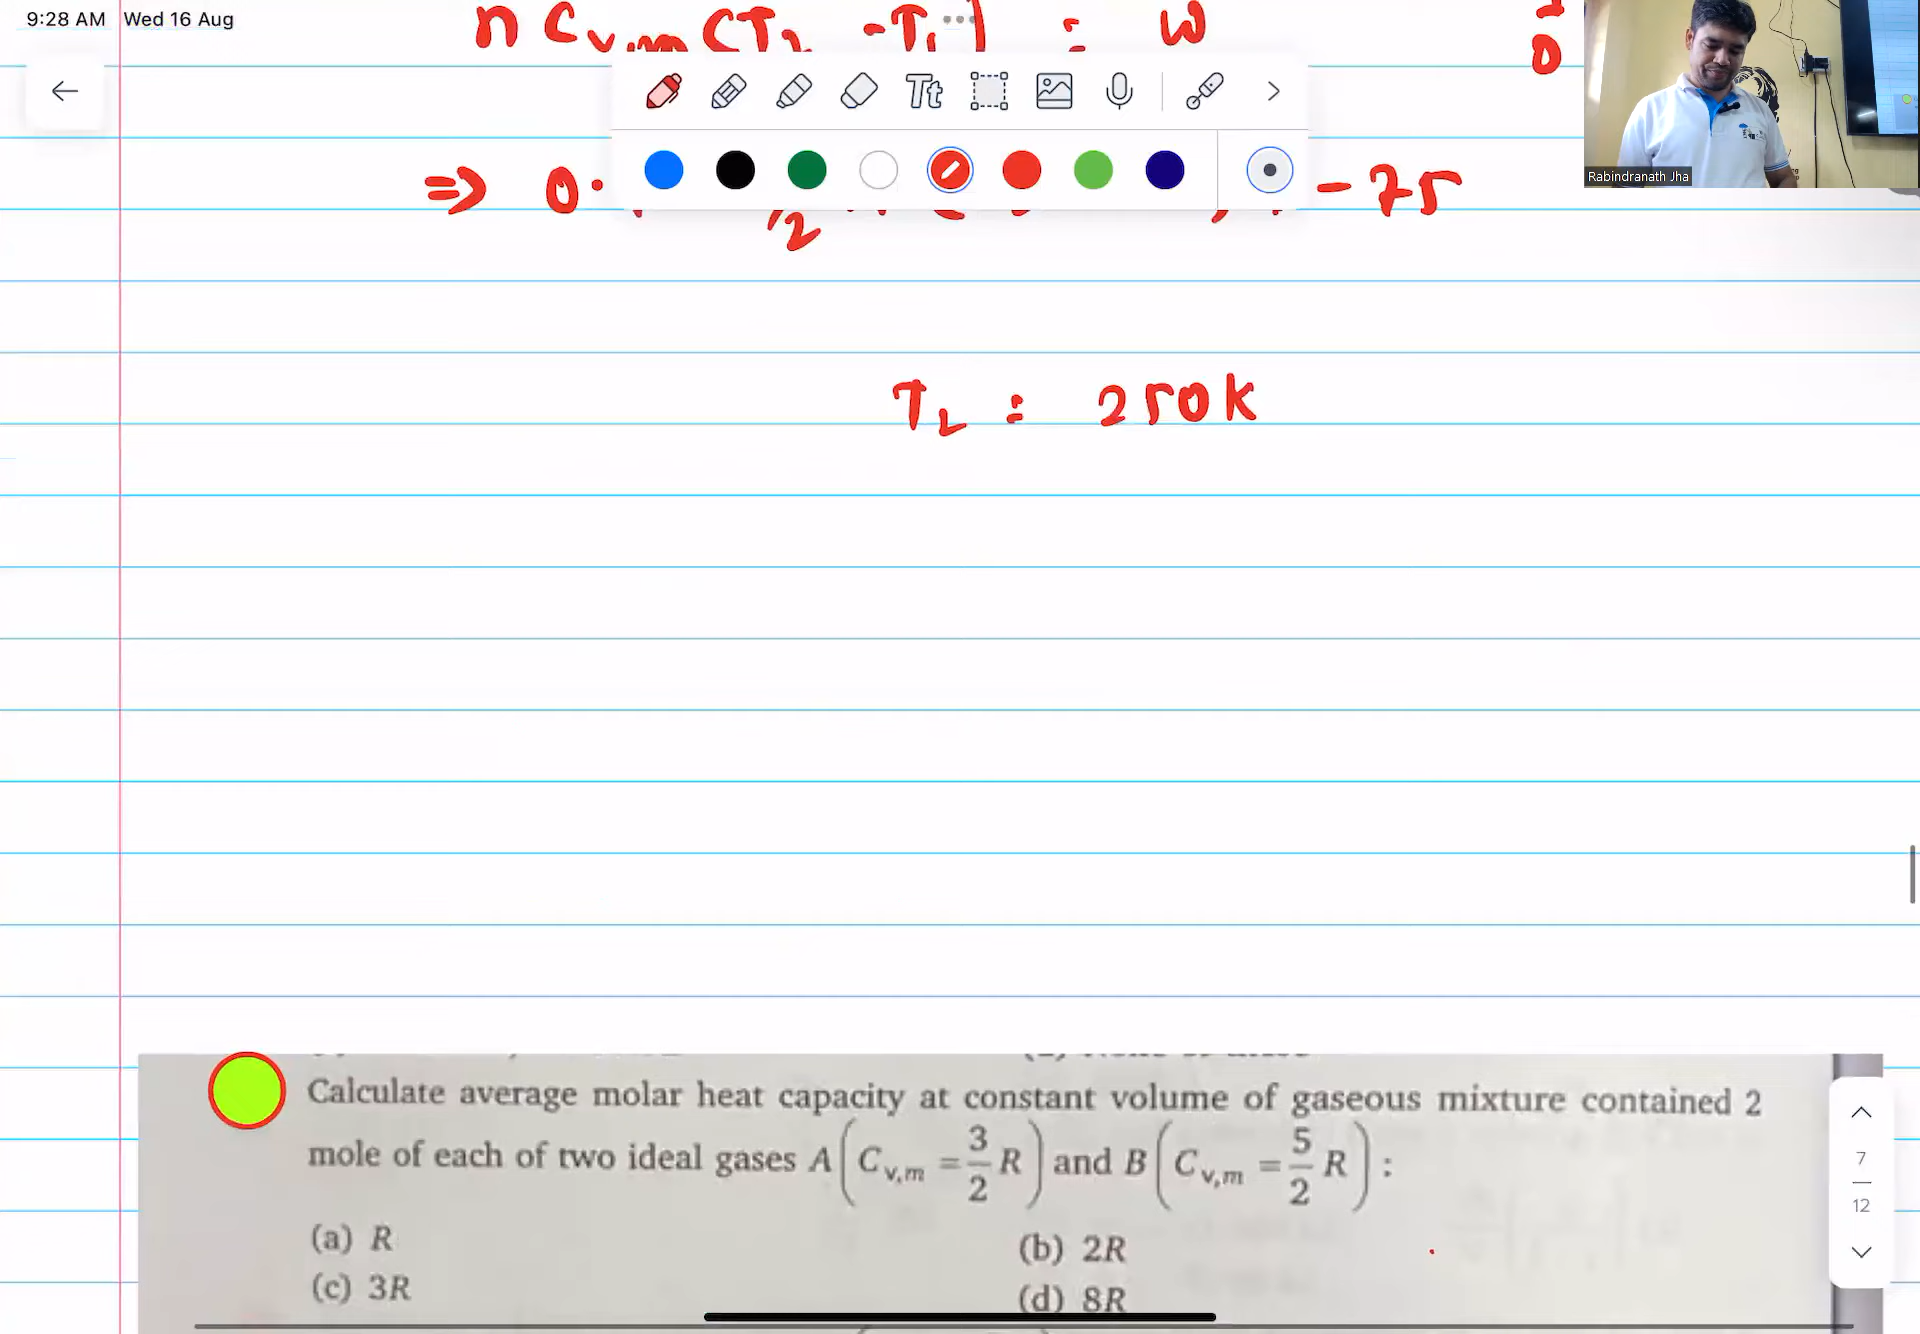 9:28 AM Wed 16 Aug
n Cv,m (T2 - T1) = W
Rabindranath Jha
⇒ 0.
2
-75
T2 = 250K
Calculate average molar heat capacity at constant volume of gaseous mixture contained 2
mole of each of two ideal gases A(Cv,m = 3/2 R) and B(Cv,m = 5/2 R) :
(a) R
(b) 2R
(c) 3R
(d) 8R
7
12
Tt